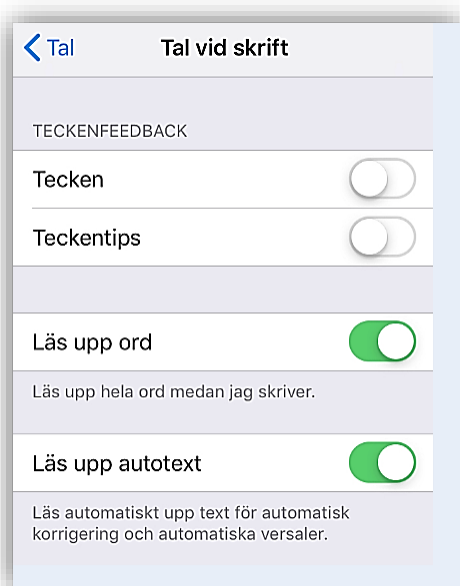 Tal
Tal vid skrift
TECKENFEEDBACK
Tecken
Teckentips
Läs upp ord
Läs upp hela ord medan jag skriver.
Läs upp autotext
Läs automatiskt upp text för automatisk
korrigering och automatiska versaler.